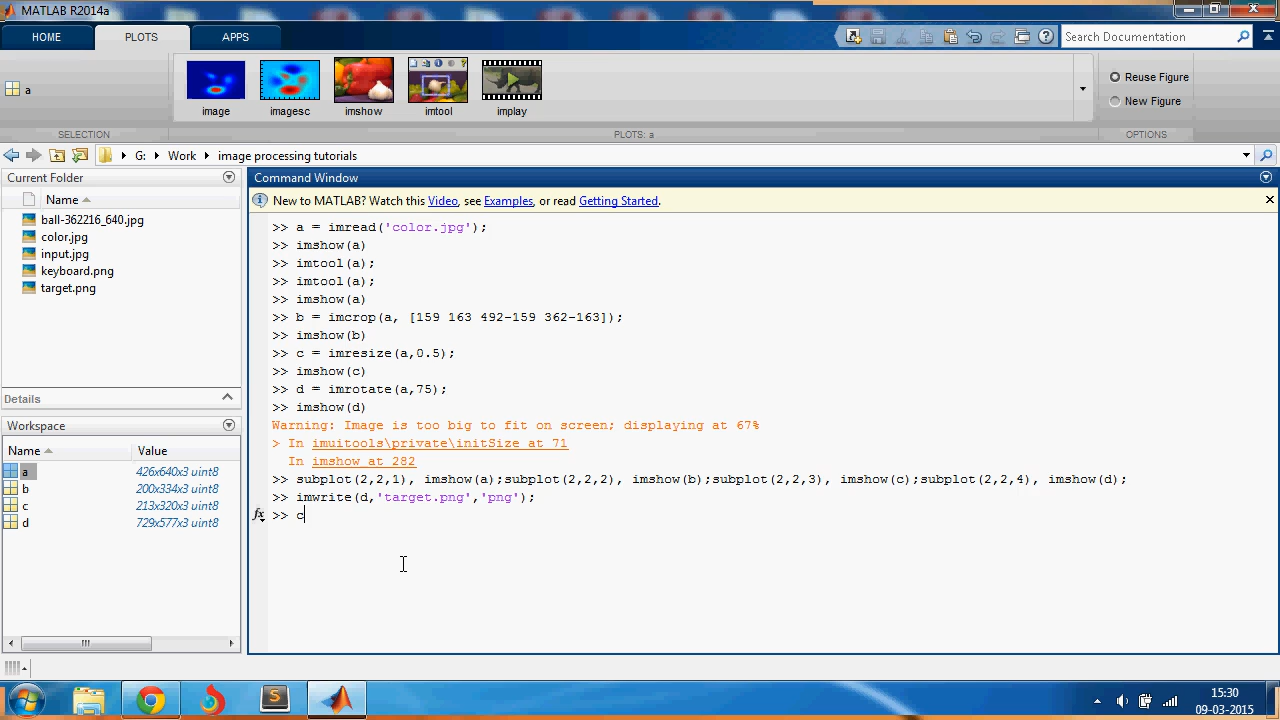 MATLAB R2014a
HOME PLOTS APPS
Search Documentation
a
image imagesc imshow imtool implay
Reuse Figure
New Figure
SELECTION PLOTS: a OPTIONS
G: Work image processing tutorials
Current Folder
Name
ball-362216_640.jpg
color.jpg
input.jpg
keyboard.png
target.png
Details
Workspace
Name Value
a 426x640x3 uint8
b 200x334x3 uint8
c 213x320x3 uint8
d 729x577x3 uint8
Command Window
New to MATLAB? Watch this Video, see Examples, or read Getting Started.
>> a = imread('color.jpg');
>> imshow(a)
>> imtool(a);
>> imtool(a);
>> imshow(a)
>> b = imcrop(a, [159 163 492-159 362-163]);
>> imshow(b)
>> c = imresize(a,0.5);
>> imshow(c)
>> d = imrotate(a,75);
>> imshow(d)
Warning: Image is too big to fit on screen; displaying at 67%
> In imuitools\private\initSize at 71
In imshow at 282
>> subplot(2,2,1), imshow(a);subplot(2,2,2), imshow(b);subplot(2,2,3), imshow(c);subplot(2,2,4), imshow(d);
>> imwrite(d,'target.png','png');
fx >> c
15:30
09-03-2015